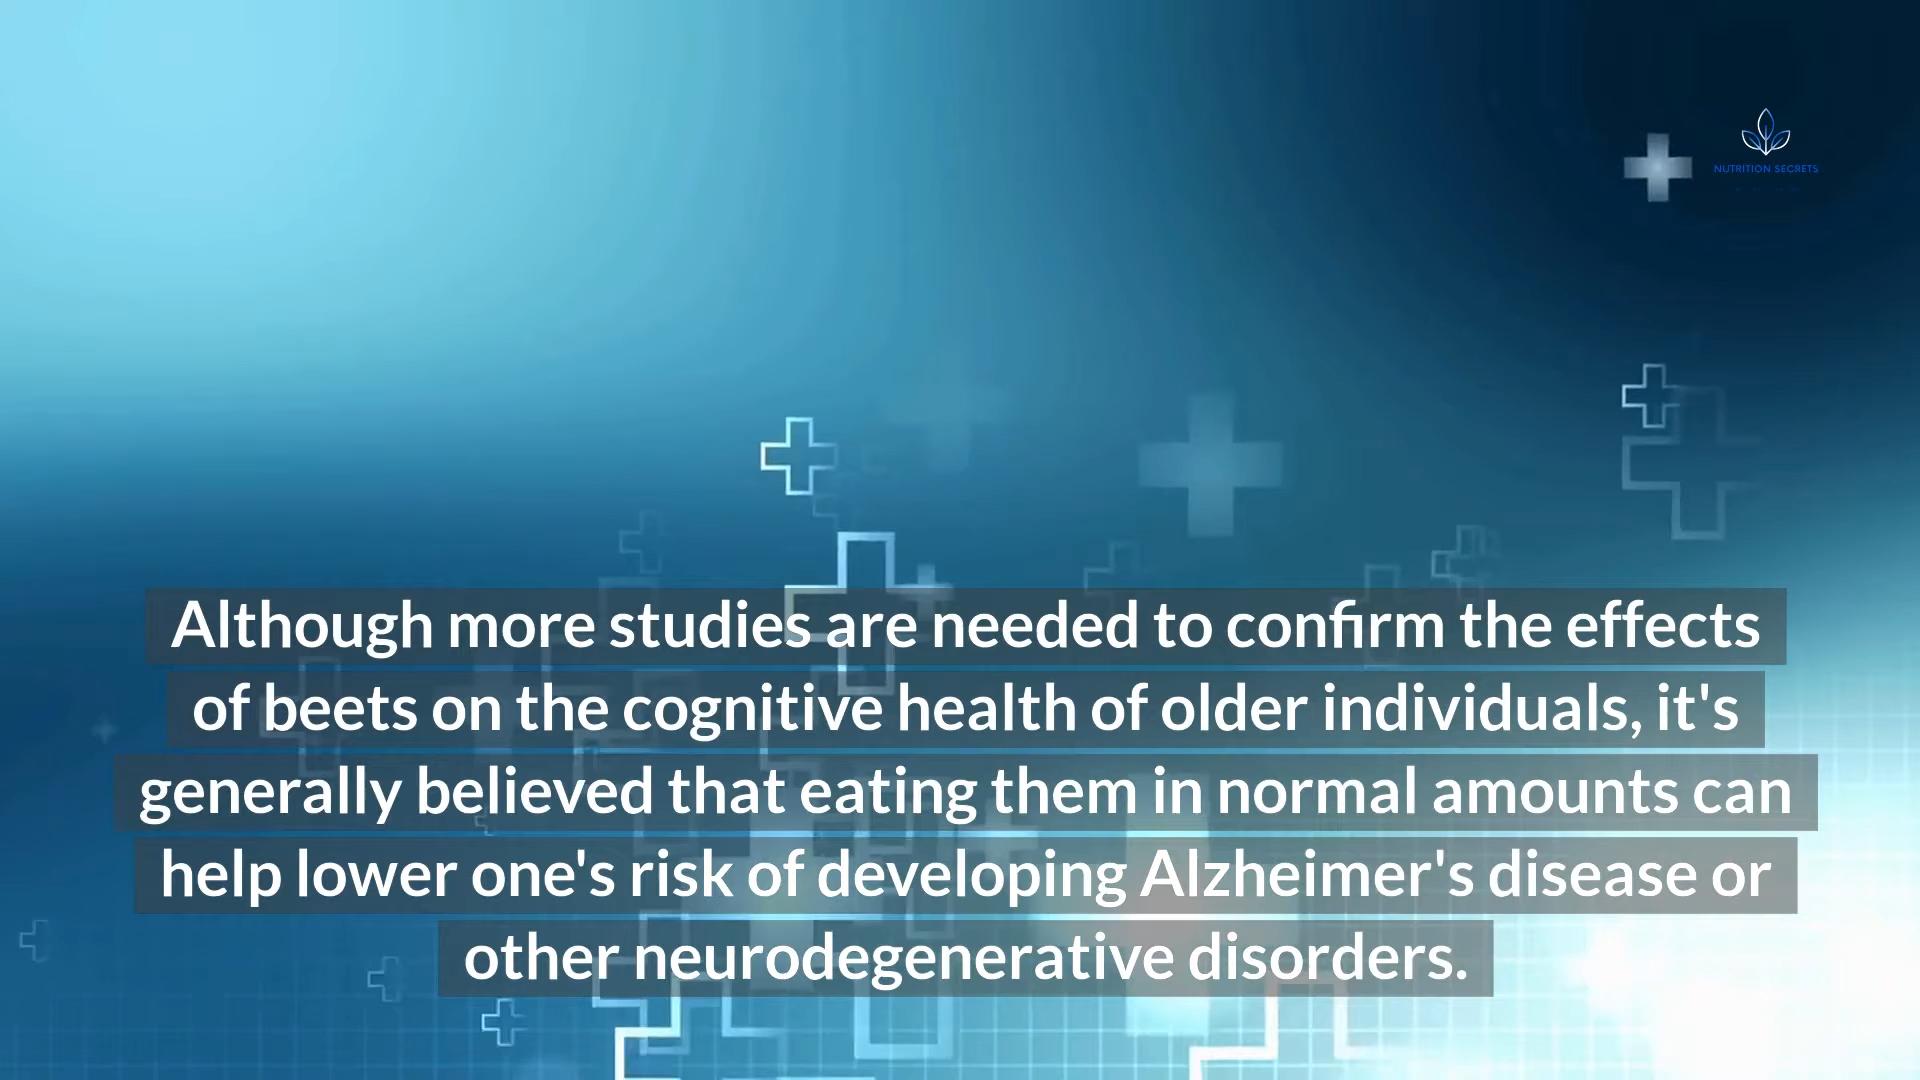 NUTRITION SECRETS
Although more studies are needed to confirm the effects
of beets on the cognitive health of older individuals, it's
generally believed that eating them in normal amounts can
help lower one's risk of developing Alzheimer's disease or
other neurodegenerative disorders.